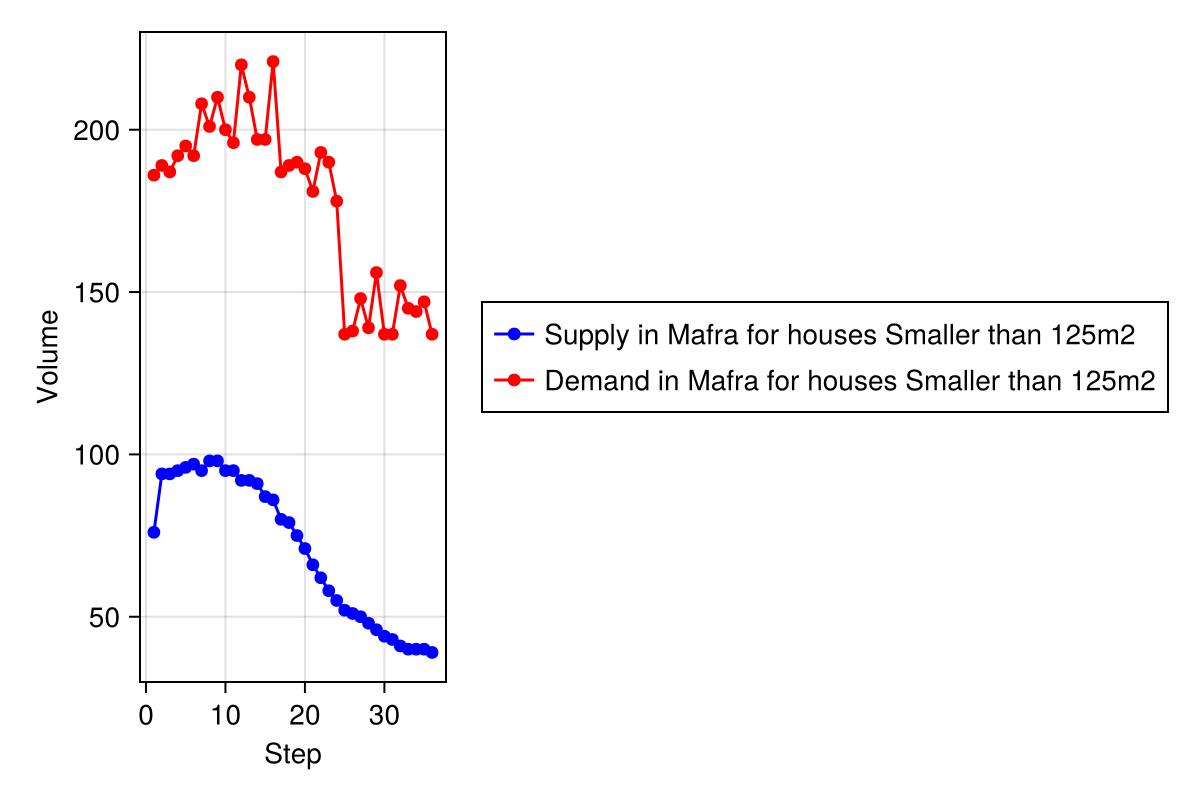 200
150
100
50
Volume
0 10 20 30
Step
Supply in Mafra for houses Smaller than 125m2
Demand in Mafra for houses Smaller than 125m2